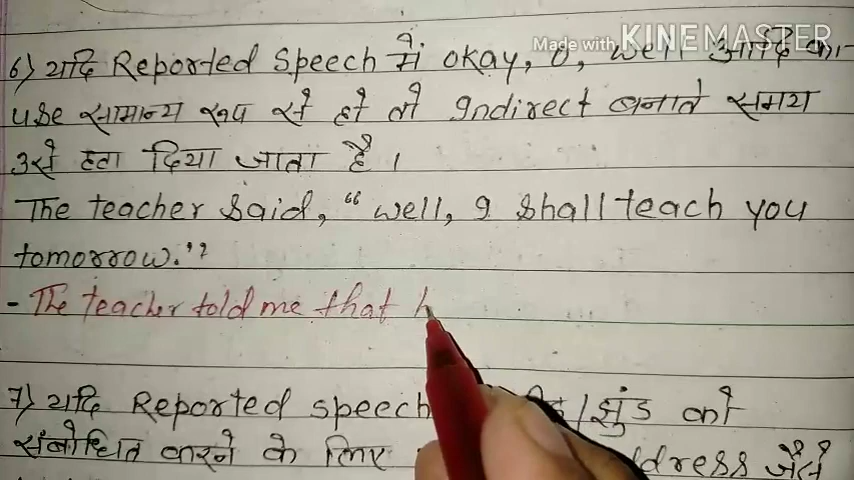 Made with KINEMASTER
6) यदि Reported speech में okay, o, well आदि का
use सामान्य रूप से हो तो Indirect बनाते समय
उसे हटा दिया जाता है।
The teacher said, “well, I shall teach you
tomorrow.”
- The teacher told me that h
7) यदि Reported speech /झुंड को
संबोधित करने के लिए ddress जैसे